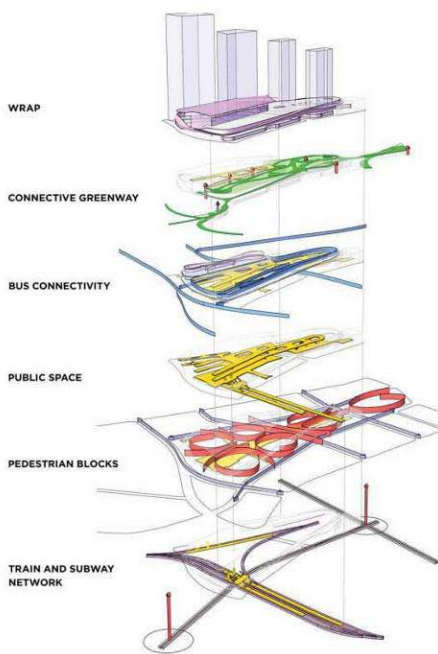 WRAP
CONNECTIVE GREENWAY
BUS CONNECTIVITY
PUBLIC SPACE
PEDESTRIAN BLOCKS
TRAIN AND SUBWAY
NETWORK